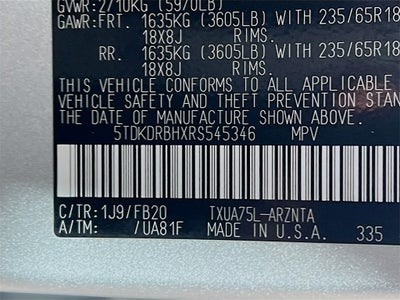 GVWR: 2710KG (5970LB)
GAWR: FRT. 1635KG (3605LB) WITH 235/65R18
18X8J RIMS.
RR. 1635KG (3605LB) WITH 235/65R18
18X8J RIMS.
THIS VEHICLE CONFORMS TO ALL APPLICABLE
VEHICLE SAFETY AND THEFT PREVENTION STAN
THE DATE OF MANUFACTURE SHOWN ABOVE.
5TDKDRBHXRS545346 MPV
C/TR: 1J9/FB20 TXUA75L-ARZNTA
A/TM: /UA81F MADE IN U.S.A. 335